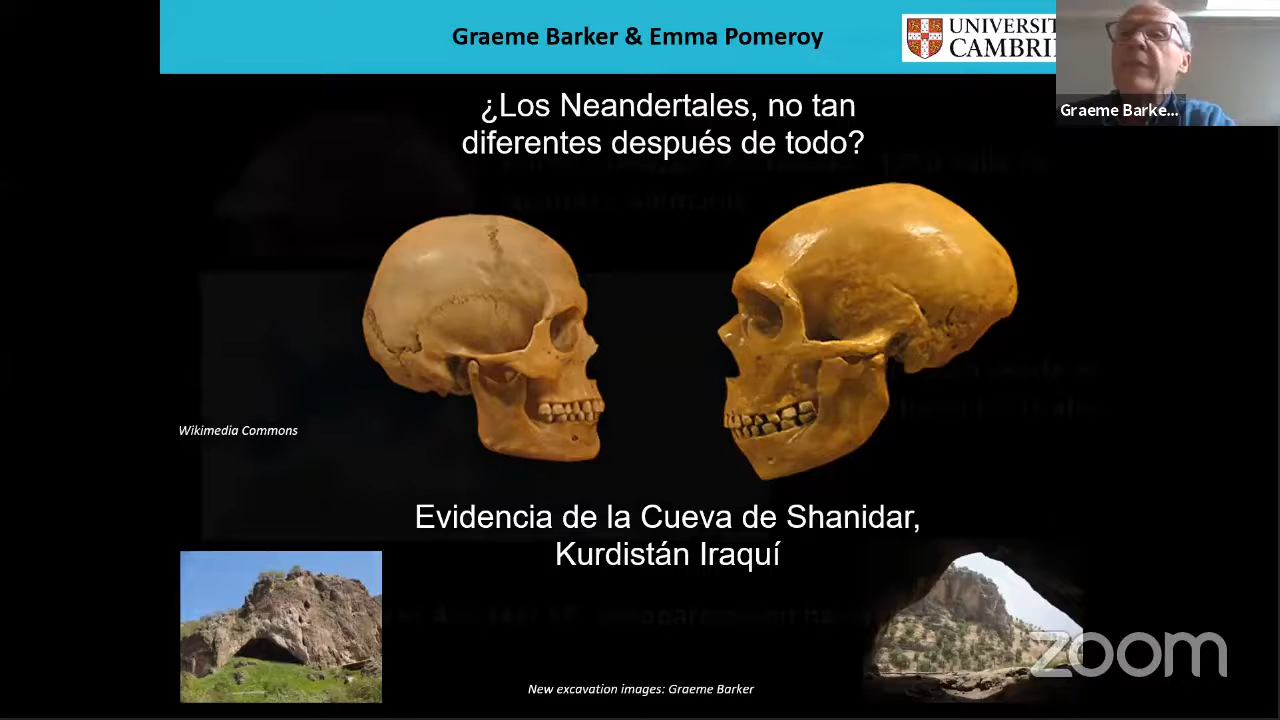 Graeme Barker & Emma Pomeroy
UNIVERSIT
CAMBRI
Graeme Barke...
¿Los Neandertales, no tan
diferentes después de todo?
Wikimedia Commons
Evidencia de la Cueva de Shanidar,
Kurdistán Iraquí
zoom
New excavation images: Graeme Barker